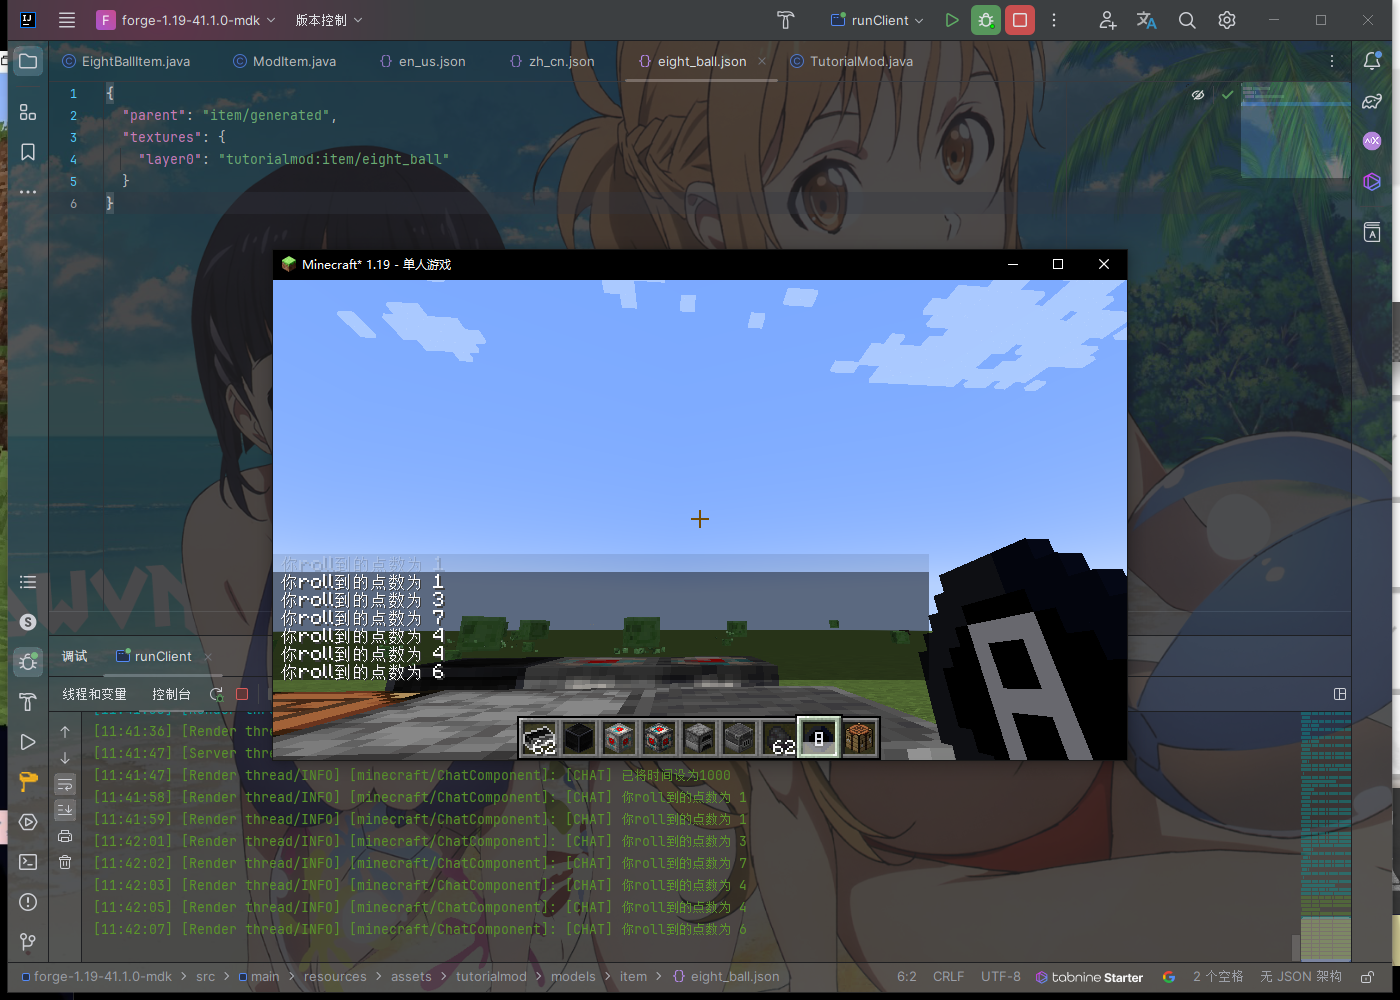 forge-1.19-41.1.0-mdk
版本控制
runClient
EightBallItem.java
ModItem.java
en_us.json
zh_cn.json
eight_ball.json
TutorialMod.java
1 {
2 "parent": "item/generated",
3 "textures": {
4 "layer0": "tutorialmod:item/eight_ball"
5 }
6 }
Minecraft* 1.19 - 单人游戏
你roll到的点数为 1
你roll到的点数为 1
你roll到的点数为 3
你roll到的点数为 7
你roll到的点数为 4
你roll到的点数为 4
你roll到的点数为 6
62
62
8
调试
runClient
线程和变量
控制台
[11:41:36] [Render thre
[11:41:47] [Server thre
[11:41:47] [Render thread/INFO] [minecraft/ChatComponent]: [CHAT] 已将时间设为1000
[11:41:58] [Render thread/INFO] [minecraft/ChatComponent]: [CHAT] 你roll到的点数为 1
[11:41:59] [Render thread/INFO] [minecraft/ChatComponent]: [CHAT] 你roll到的点数为 1
[11:42:01] [Render thread/INFO] [minecraft/ChatComponent]: [CHAT] 你roll到的点数为 3
[11:42:02] [Render thread/INFO] [minecraft/ChatComponent]: [CHAT] 你roll到的点数为 7
[11:42:03] [Render thread/INFO] [minecraft/ChatComponent]: [CHAT] 你roll到的点数为 4
[11:42:05] [Render thread/INFO] [minecraft/ChatComponent]: [CHAT] 你roll到的点数为 4
[11:42:07] [Render thread/INFO] [minecraft/ChatComponent]: [CHAT] 你roll到的点数为 6
forge-1.19-41.1.0-mdk > src > main > resources > assets > tutorialmod > models > item > eight_ball.json
6:2 CRLF UTF-8 tabnine Starter 2 个空格 无 JSON 架构